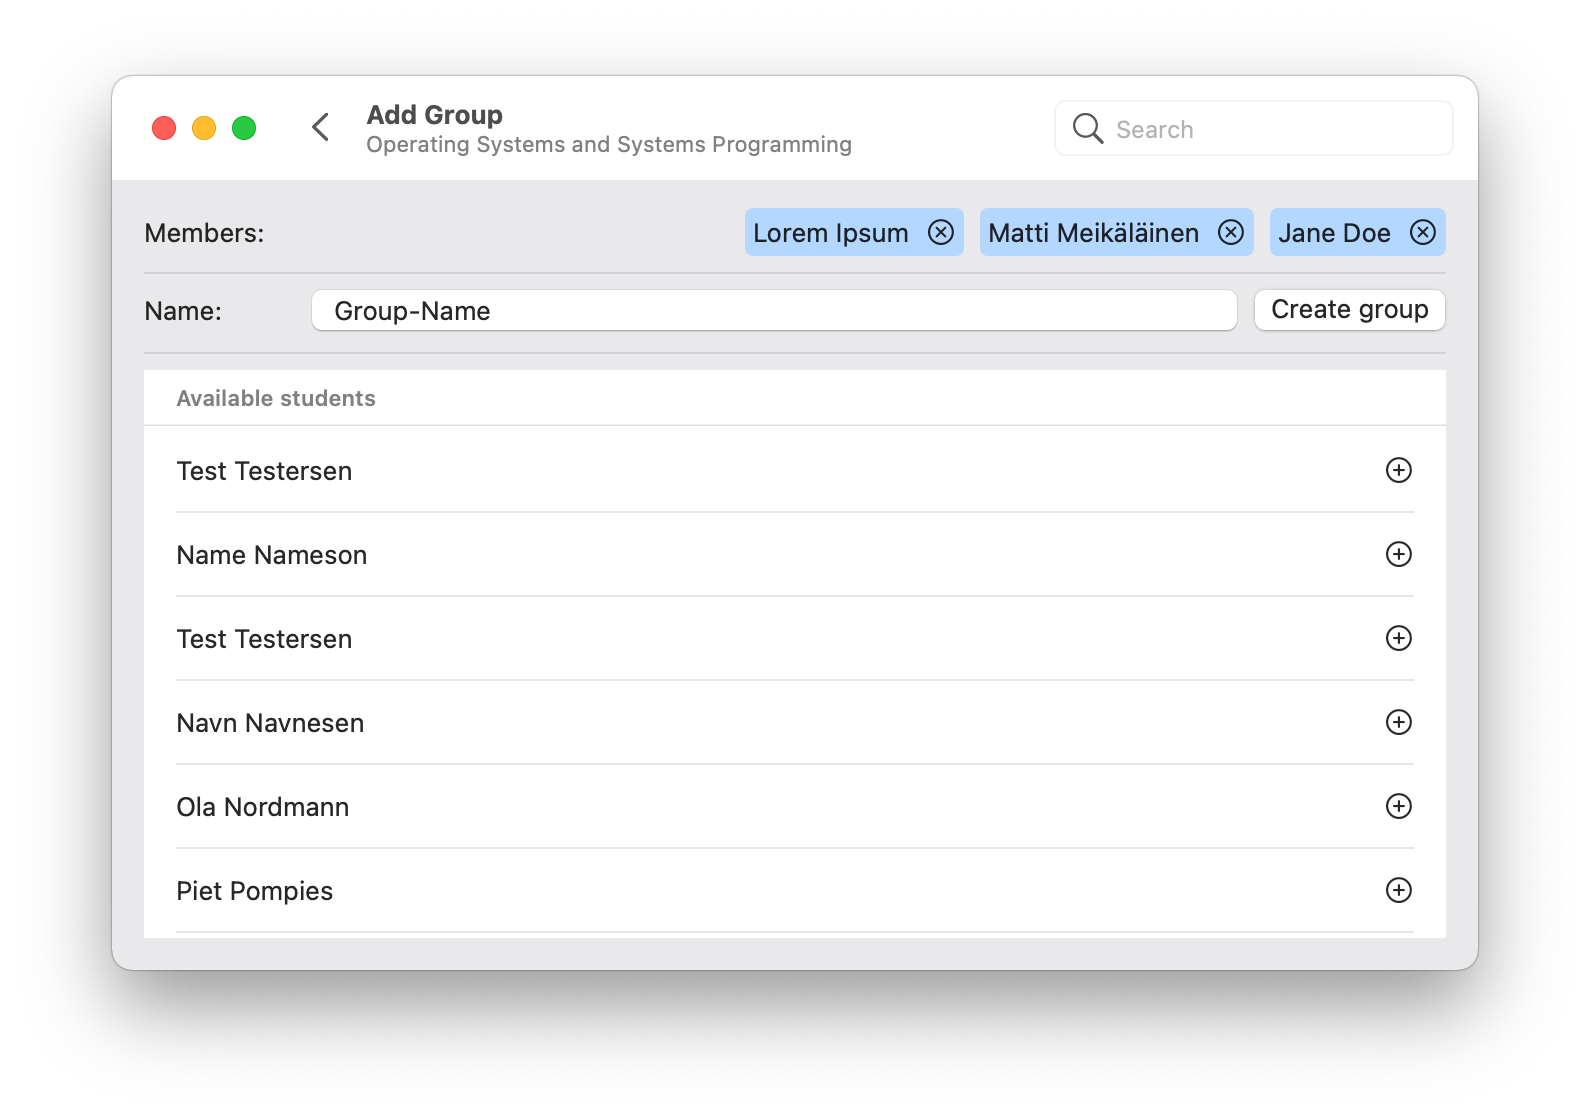 Add Group
Operating Systems and Systems Programming
Search
Members:
Lorem Ipsum
Matti Meikäläinen
Jane Doe
Name:
Group-Name
Create group
Available students
Test Testersen
Name Nameson
Test Testersen
Navn Navnesen
Ola Nordmann
Piet Pompies